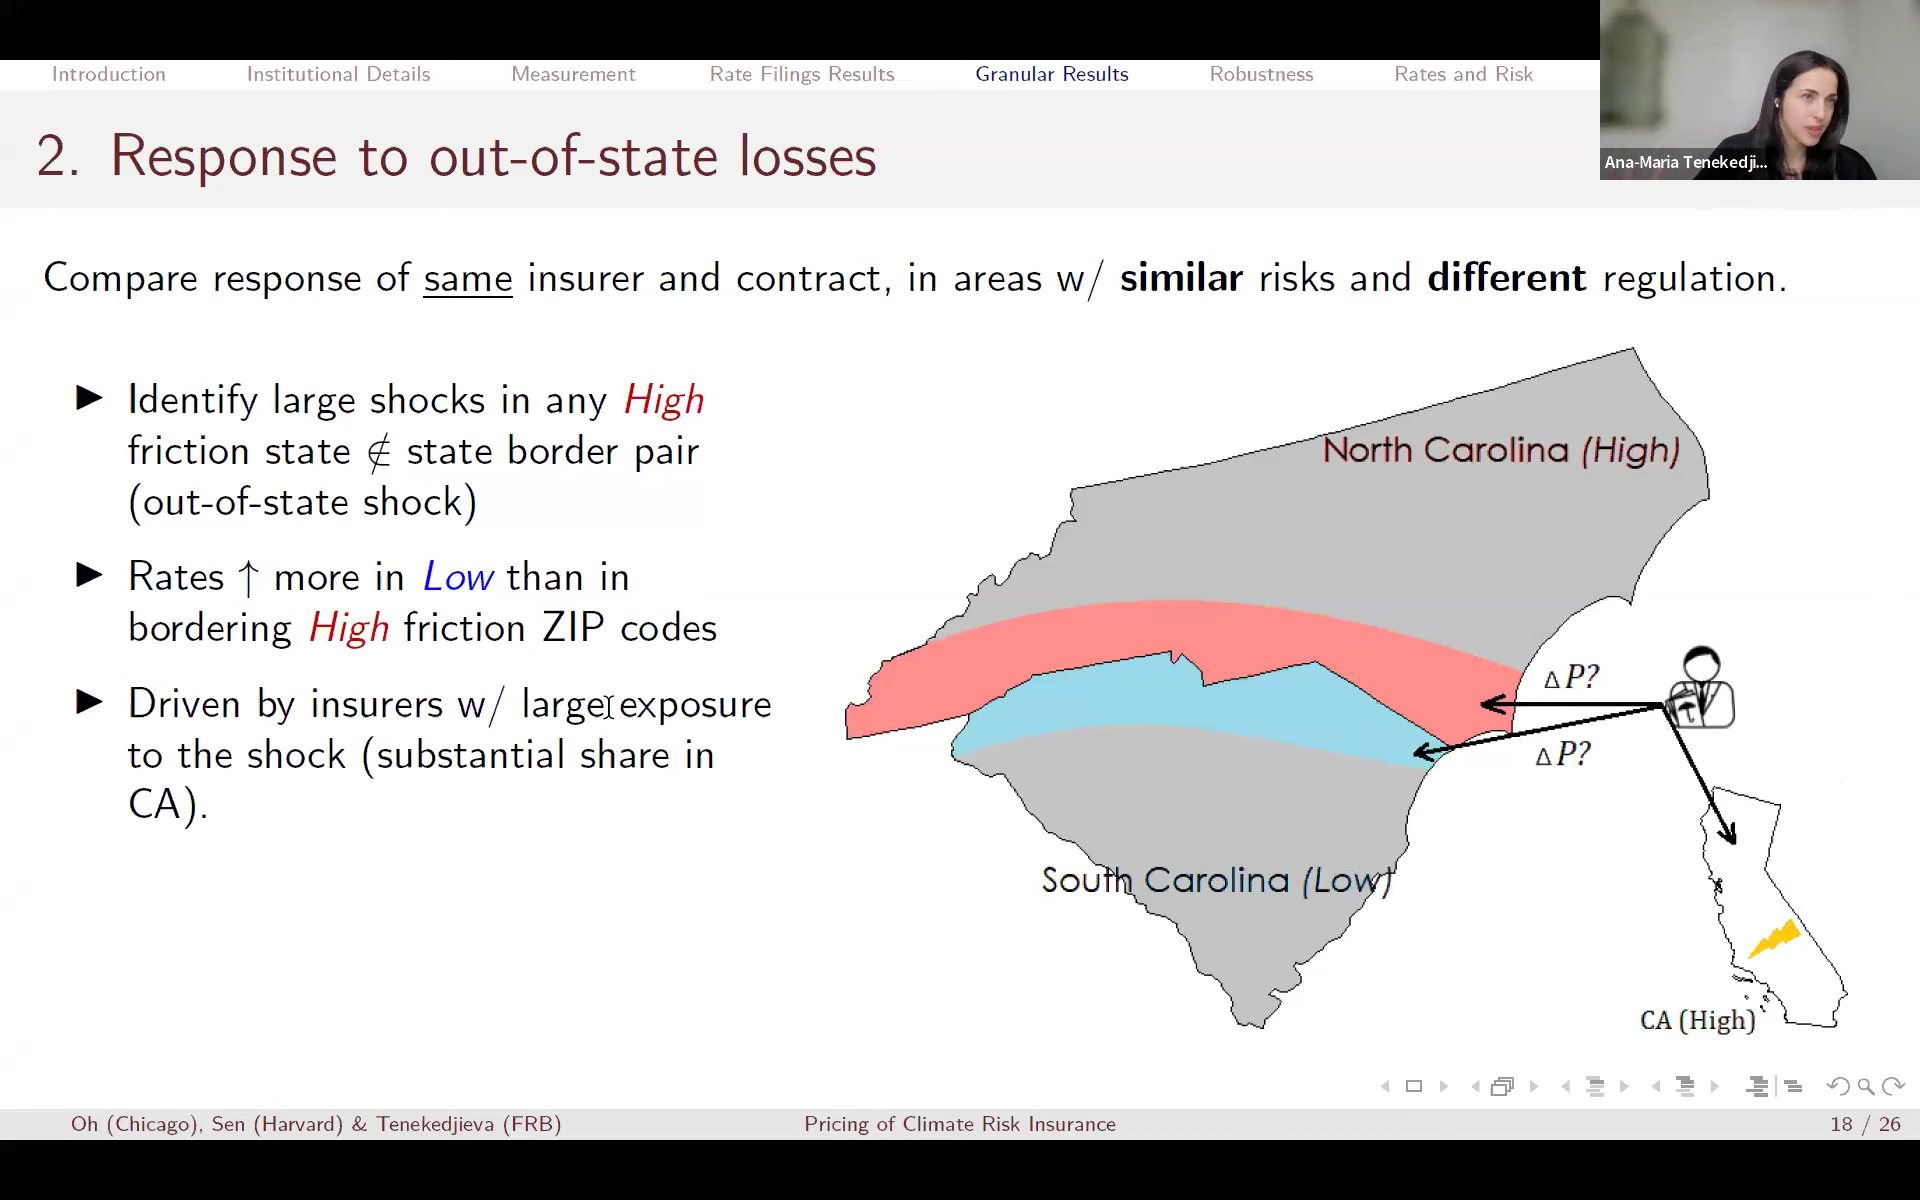 Introduction Institutional Details Measurement Rate Filings Results Granular Results Robustness Rates and Risk
Ana-Maria Tenekedji...
2. Response to out-of-state losses
Compare response of same insurer and contract, in areas w/ similar risks and different regulation.
▶ Identify large shocks in any High
friction state ∉ state border pair
(out-of-state shock)
▶ Rates ↑ more in Low than in
bordering High friction ZIP codes
▶ Driven by insurers w/ large exposure
to the shock (substantial share in
CA).
North Carolina (High)
Δ P?
Δ P?
South Carolina (Low)
CA (High)
Oh (Chicago), Sen (Harvard) & Tenekedjieva (FRB) Pricing of Climate Risk Insurance 18 / 26